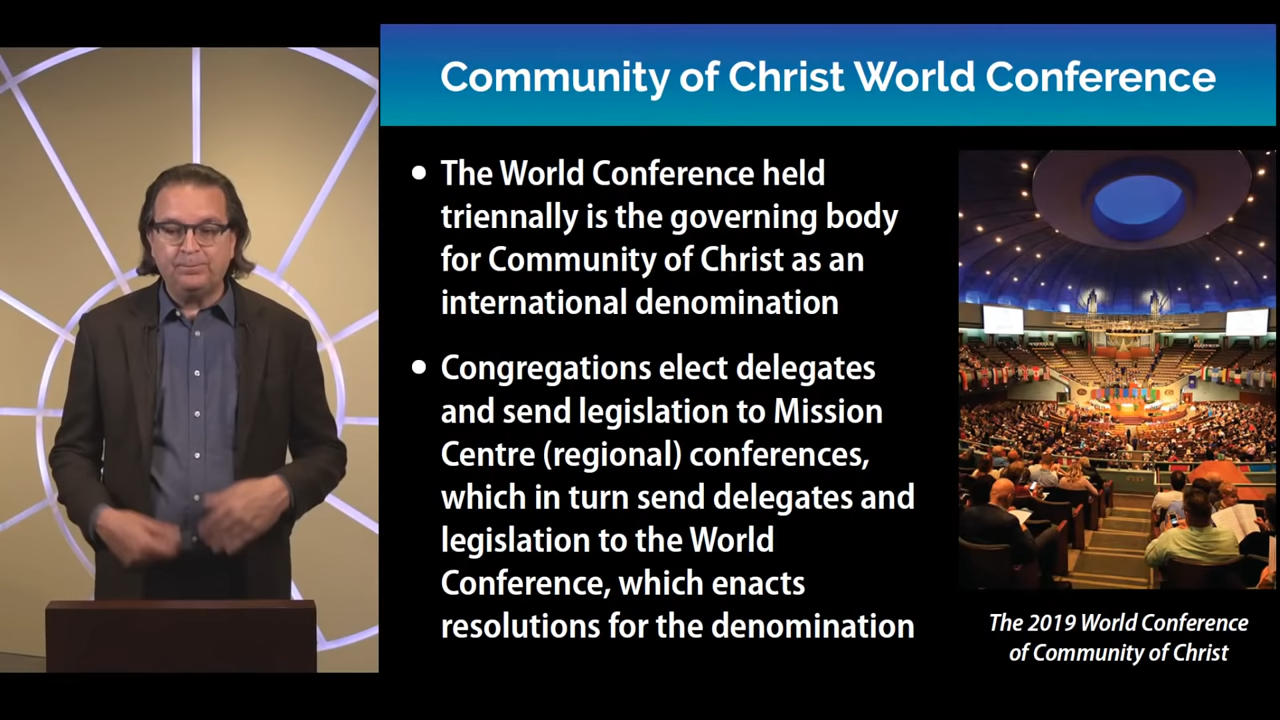 Community of Christ World Conference
• The World Conference held
triennally is the governing body
for Community of Christ as an
international denomination
• Congregations elect delegates
and send legislation to Mission
Centre (regional) conferences,
which in turn send delegates and
legislation to the World
Conference, which enacts
resolutions for the denomination
The 2019 World Conference
of Community of Christ